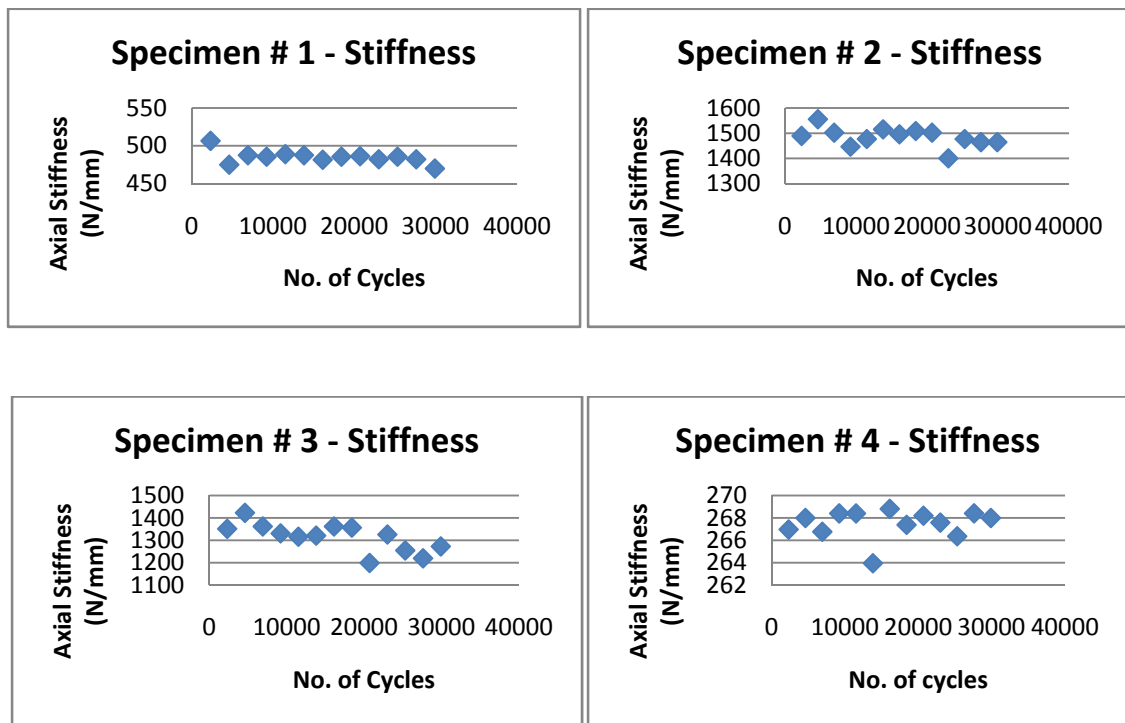 Specimen # 1 - Stiffness
550
500
450
0 10000 20000 30000 40000
Axial Stiffness
(N/mm)
No. of Cycles
Specimen # 2 - Stiffness
1600
1500
1400
1300
0 10000 20000 30000 40000
Axial Stiffness
(N/mm)
No. of Cycles
Specimen # 3 - Stiffness
1500
1400
1300
1200
1100
0 10000 20000 30000 40000
Axial Stiffness
(N/mm)
No. of Cycles
Specimen # 4 - Stiffness
270
268
266
264
262
0 10000 20000 30000 40000
Axial Stiffness
(N/mm)
No. of cycles